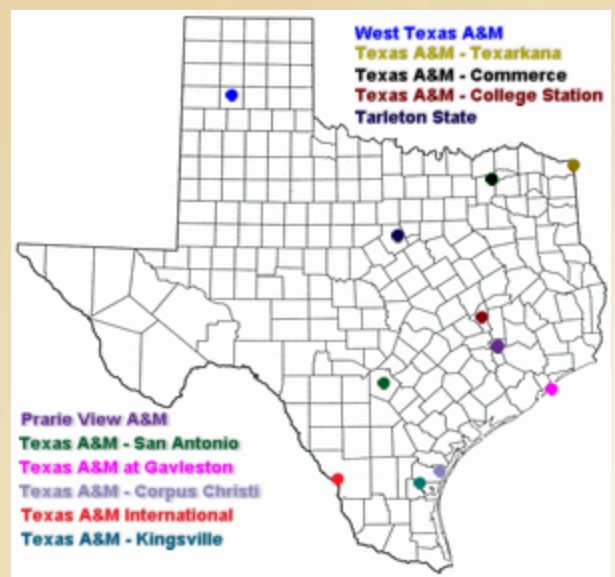 West Texas A&M
Texas A&M - Texarkana
Texas A&M - Commerce
Texas A&M - College Station
Tarleton State
Prarie View A&M
Texas A&M - San Antonio
Texas A&M at Gavleston
Texas A&M - Corpus Christi
Texas A&M International
Texas A&M - Kingsville